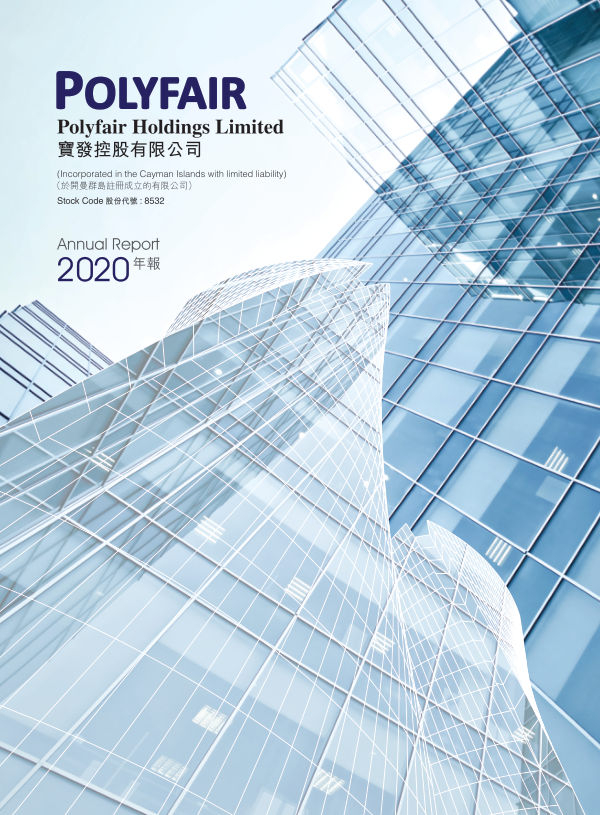 POLYFAIR
Polyfair Holdings Limited
寶發控股有限公司
(Incorporated in the Cayman Islands with limited liability)
（於開曼群島註冊成立的有限公司）
Stock Code 股份代號 : 8532
Annual Report
2020 年報